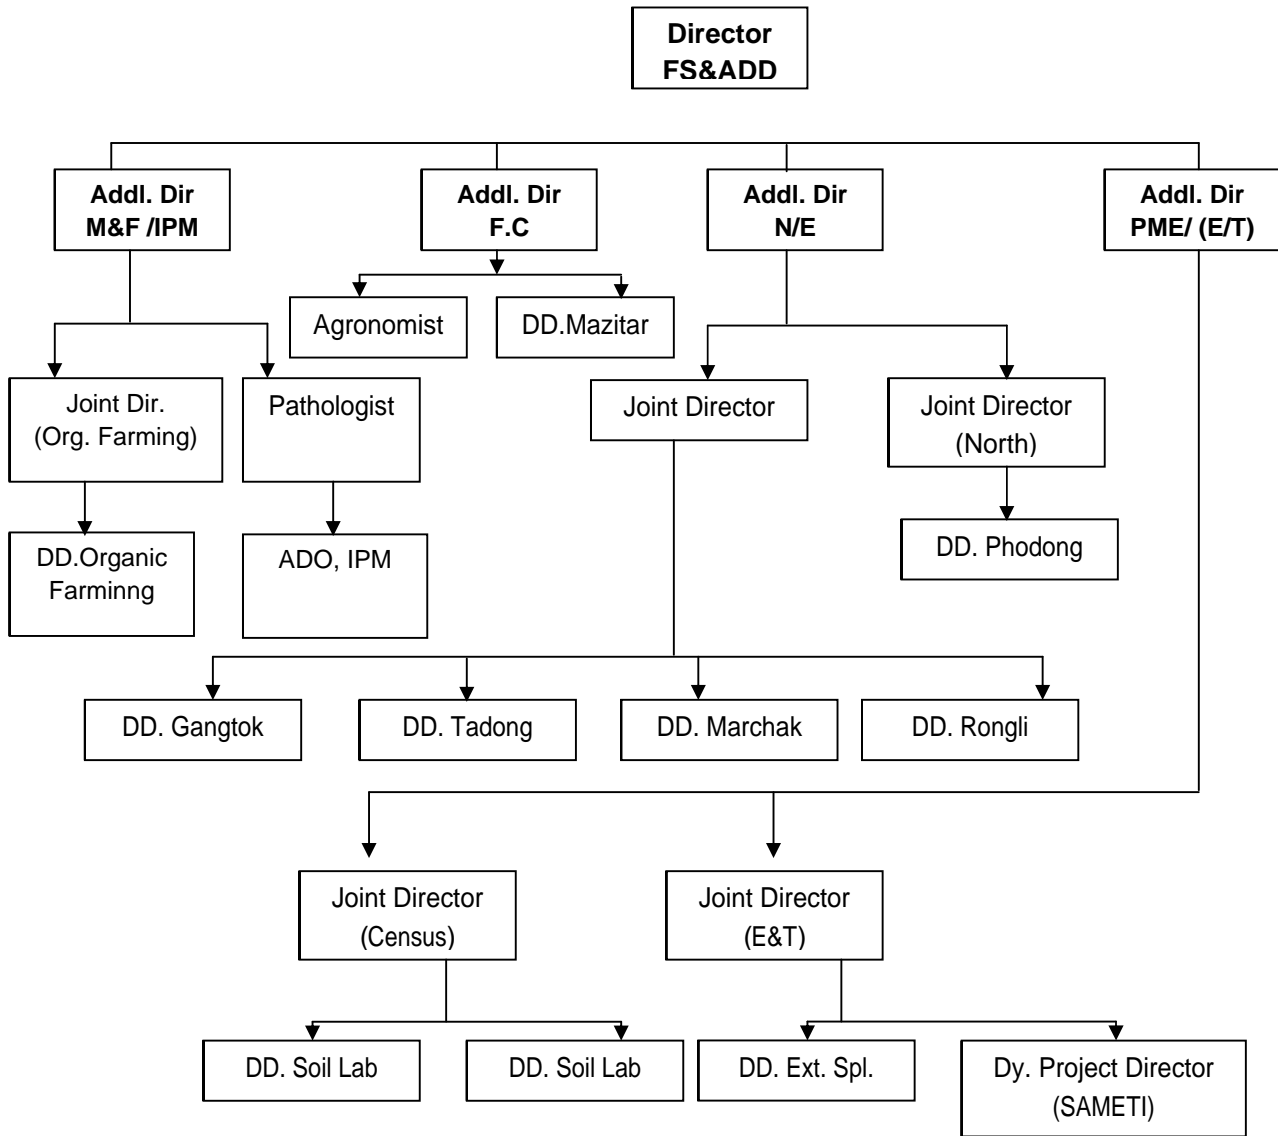 Director
FS&ADD
Addl. Dir
M&F /IPM
Addl. Dir
F.C
Addl. Dir
N/E
Addl. Dir
PME/ (E/T)
Agronomist
DD.Mazitar
Joint Dir.
(Org. Farming)
Pathologist
Joint Director
Joint Director
(North)
DD.Organic
Farminng
ADO, IPM
DD. Phodong
DD. Gangtok
DD. Tadong
DD. Marchak
DD. Rongli
Joint Director
(Census)
Joint Director
(E&T)
DD. Soil Lab
DD. Soil Lab
DD. Ext. Spl.
Dy. Project Director
(SAMETI)